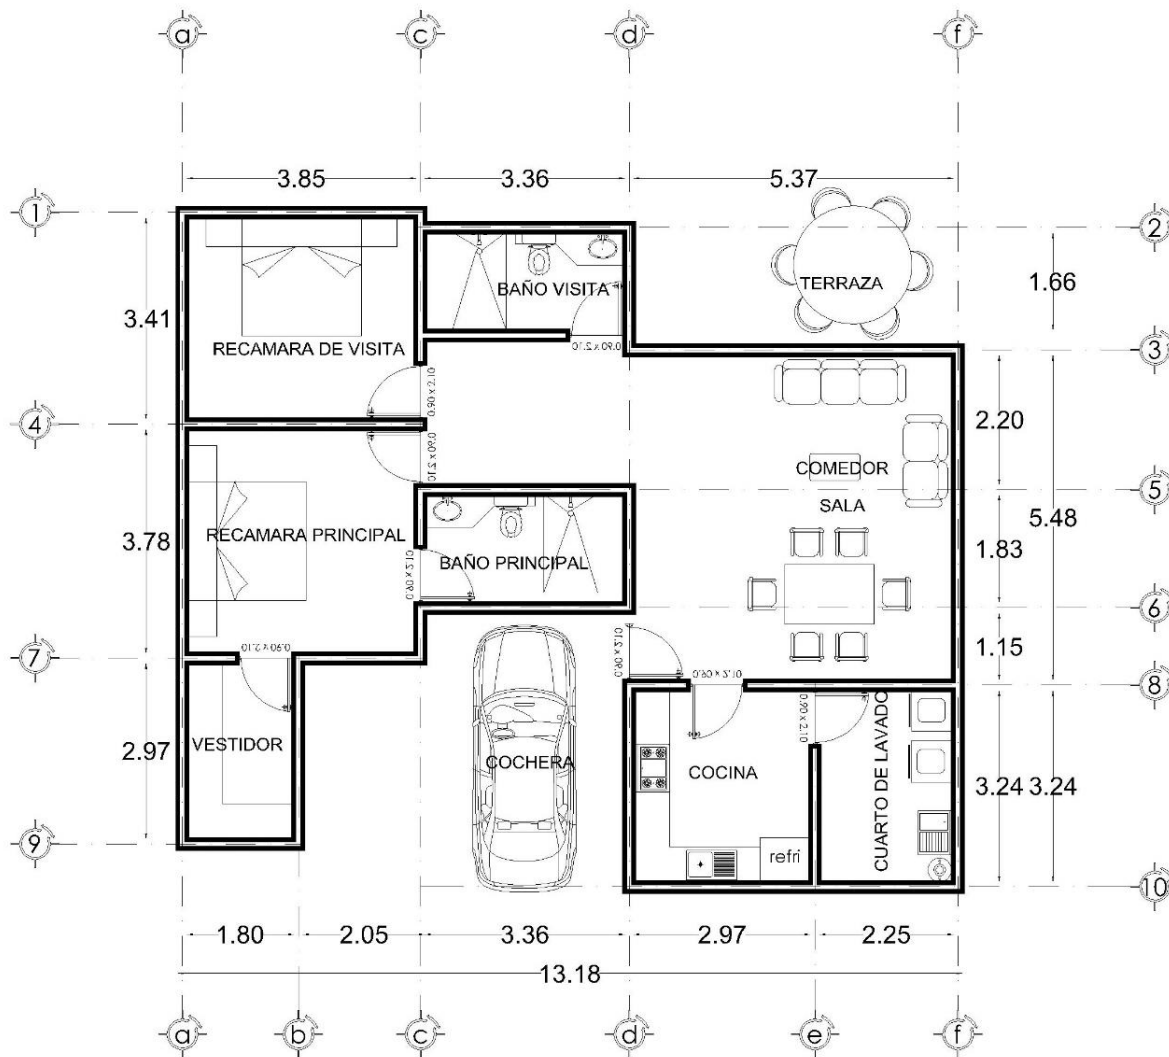 a c d f
3.85 3.36 5.37
1
2
BAÑO VISITA
TERRAZA
1.66
3.41
RECAMARA DE VISITA
0.90 x 2.10
3
0.90 x 2.10
2.20
4
0.90 x 2.10
COMEDOR
5
SALA
5.48
3.78
RECAMARA PRINCIPAL
1.83
BAÑO PRINCIPAL
0.90 x 2.10
6
1.15
0.90 x 2.10
0.90 x 2.10
0.90 x 2.10
7
8
0.90 x 2.10
VESTIDOR
2.97
COCHERA
COCINA
CUARTO DE LAVADO
3.24 3.24
9
refri
10
1.80 2.05 3.36 2.97 2.25
13.18
a b c d e f